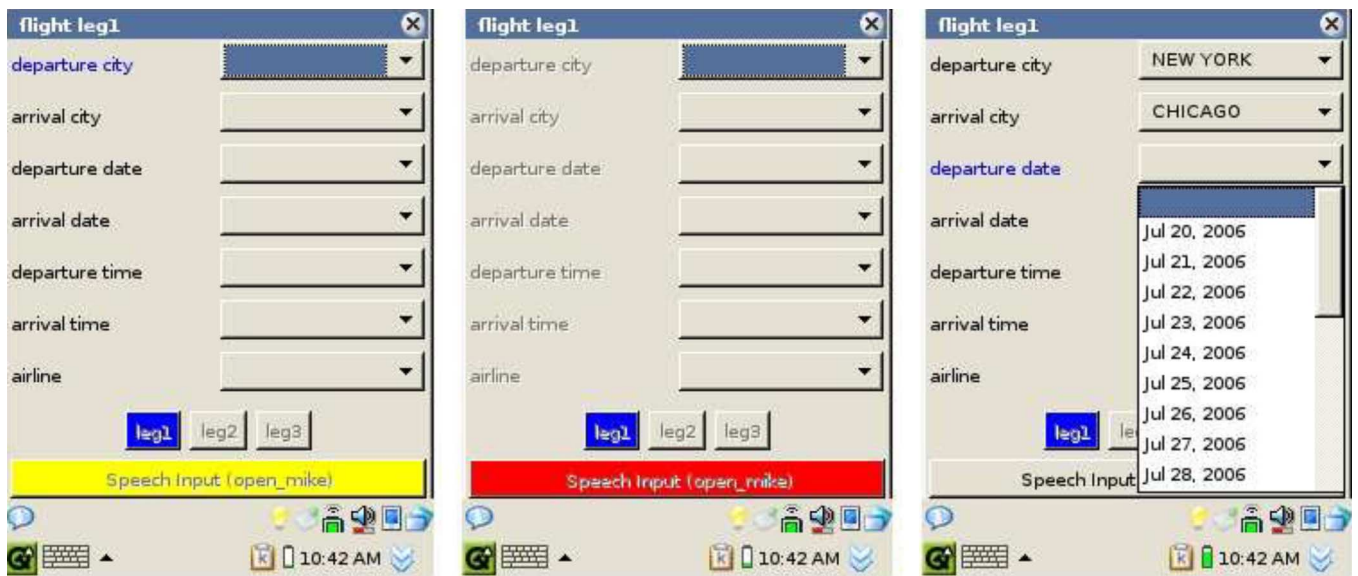 flight leg1
departure city
arrival city
departure date
arrival date
departure time
arrival time
airline
leg1 leg2 leg3
Speech Input (open_mike)
10:42 AM
flight leg1
departure city
arrival city
departure date
arrival date
departure time
arrival time
airline
leg1 leg2 leg3
Speech Input (open_mike)
k 10:42 AM
flight leg1
departure city NEW YORK
arrival city CHICAGO
departure date
arrival date
Jul 20, 2006
Jul 21, 2006
departure time
Jul 22, 2006
arrival time
Jul 23, 2006
Jul 24, 2006
airline
Jul 25, 2006
Jul 26, 2006
leg1 le
Jul 27, 2006
Speech Input
Jul 28, 2006
k 10:42 AM